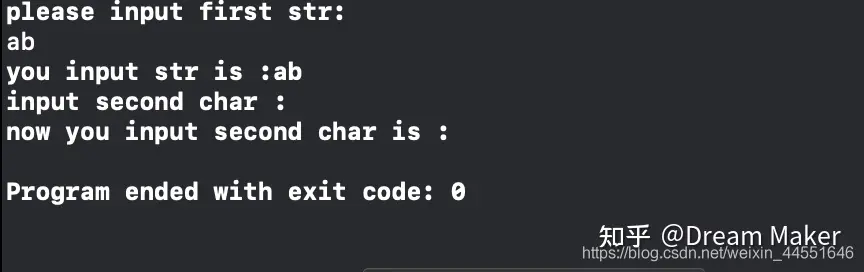 please input first str:
ab
you input str is :ab
input second char :
now you input second char is :
Program ended with exit code: 0
知乎 @Dream Maker
https://blog.csdn.net/weixin_44551646